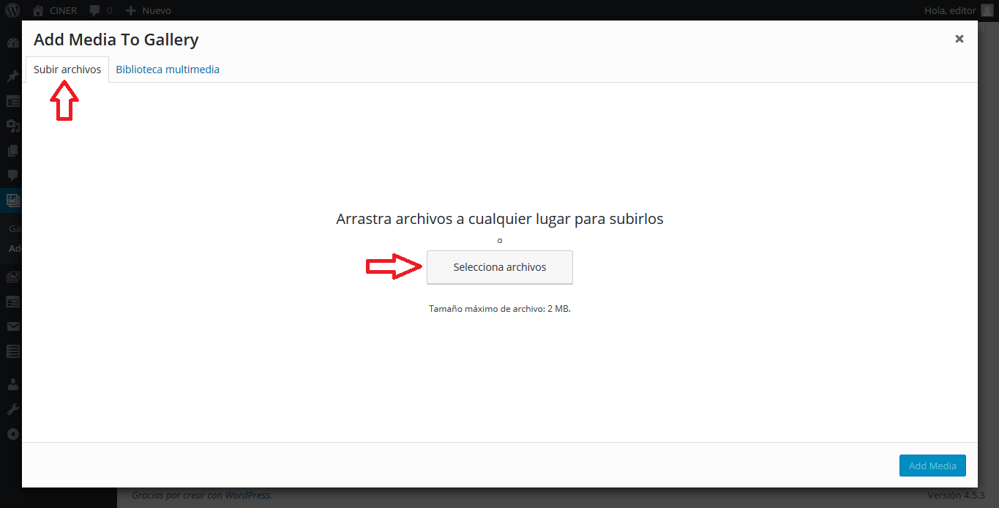 CINER 0 Nuevo Hola, editor
Add Media To Gallery
Subir archivos Biblioteca multimedia
Arrastra archivos a cualquier lugar para subirlos
o
Selecciona archivos
Tamaño máximo de archivo: 2 MB.
Ga
Add
Add Media
Gracias por crear con WordPress. Versión 4.5.3